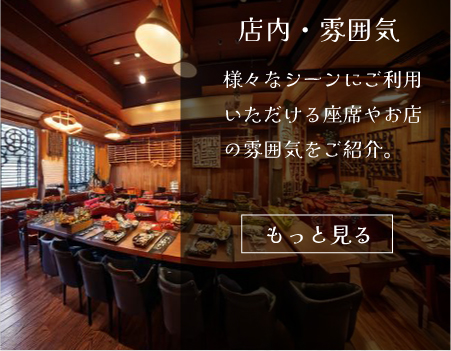 店内・雰囲気
様々なシーンにご利用
いただける座席やお店
の雰囲気をご紹介。
もっと見る